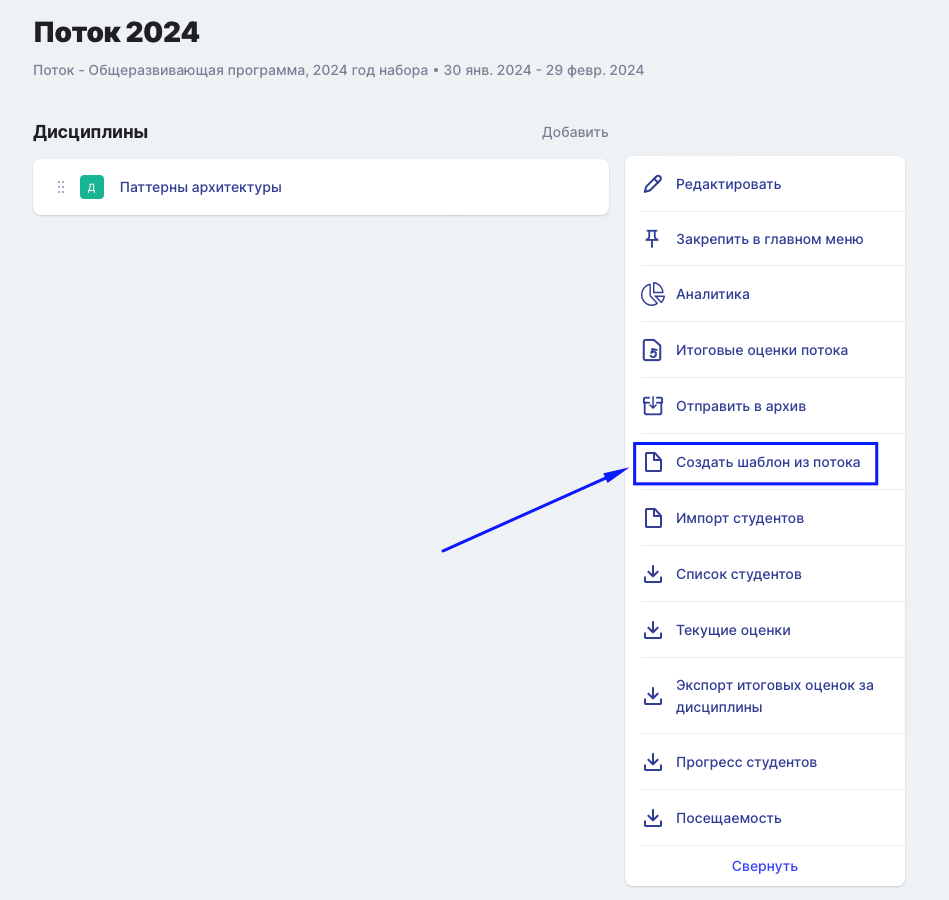 Поток 2024
Поток - Общеразвивающая программа, 2024 год набора • 30 янв. 2024 - 29 февр. 2024
Дисциплины
Добавить
Д
Паттерны архитектуры
Редактировать
Закрепить в главном меню
Аналитика
5
Итоговые оценки потока
Отправить в архив
Создать шаблон из потока
Импорт студентов
Список студентов
Текущие оценки
Экспорт итоговых оценок за
дисциплины
Прогресс студентов
Посещаемость
Свернуть